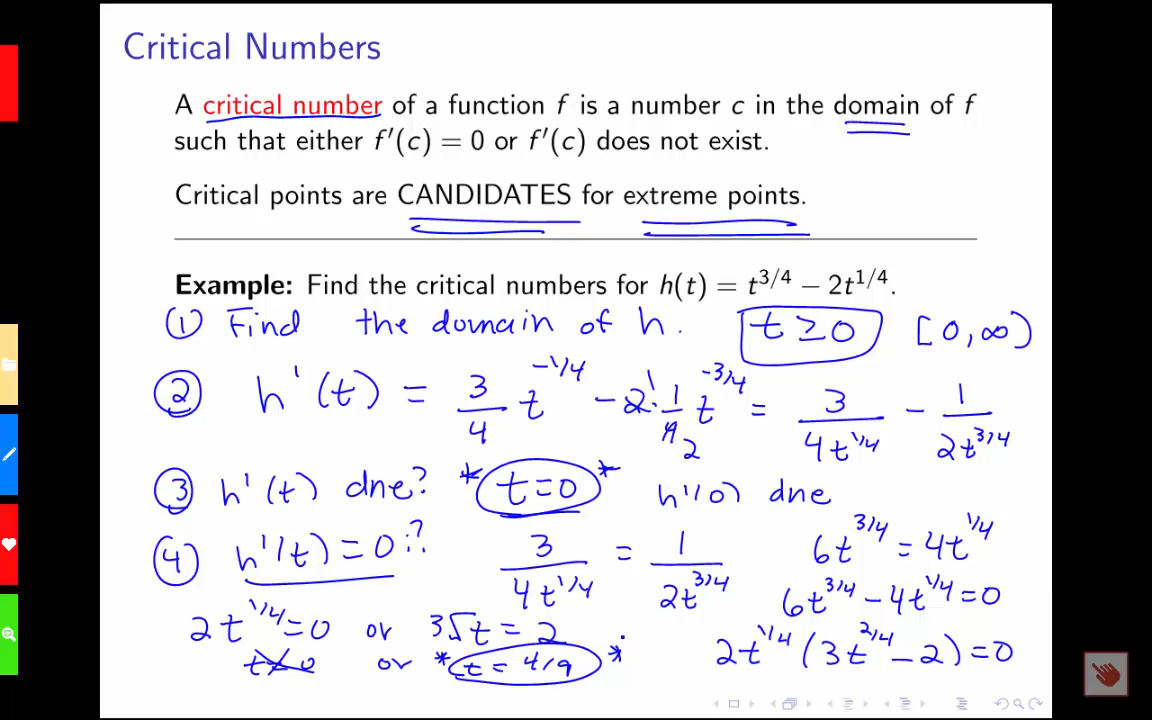 Critical Numbers
A critical number of a function f is a number c in the domain of f
such that either f′(c) = 0 or f′(c) does not exist.
Critical points are CANDIDATES for extreme points.
Example: Find the critical numbers for h(t) = t^{3/4} − 2t^{1/4}.
① Find the domain of h. t ≥ 0 [0, ∞)
② h'(t) = 3/4 t^{-1/4} − 2·1/4 t^{-3/4} = 3/(4t^{1/4}) − 1/(2t^{3/4})
③ h'(t) dne? * t=0 * h'(0) dne
④ h'(t) = 0? 3/(4t^{1/4}) = 1/(2t^{3/4})
6t^{3/4} = 4t^{1/4}
6t^{3/4} − 4t^{1/4} = 0
2t^{1/4} (3t^{2/4} − 2) = 0
2t^{1/4} = 0 or 3√t = 2
t = 0 or * t = 4/9 *